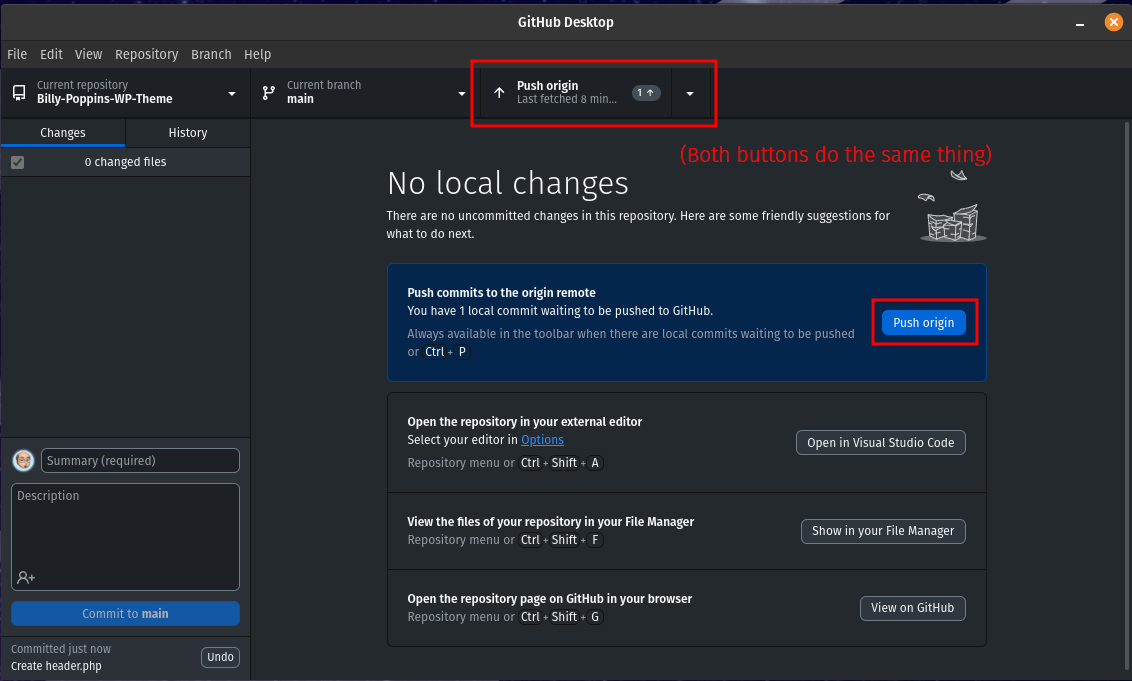 GitHub Desktop
File Edit View Repository Branch Help
Current repository
Billy-Poppins-WP-Theme
Current branch
main
Push origin
Last fetched 8 min...
1
Changes History
0 changed files
(Both buttons do the same thing)
No local changes
There are no uncommitted changes in this repository. Here are some friendly suggestions for
what to do next.
Push commits to the origin remote
You have 1 local commit waiting to be pushed to GitHub.
Always available in the toolbar when there are local commits waiting to be pushed
or Ctrl + P
Push origin
Open the repository in your external editor
Select your editor in Options
Repository menu or Ctrl + Shift + A
Open in Visual Studio Code
View the files of your repository in your File Manager
Repository menu or Ctrl + Shift + F
Show in your File Manager
Open the repository page on GitHub in your browser
Repository menu or Ctrl + Shift + G
View on GitHub
Summary (required)
Description
Commit to main
Committed just now
Create header.php
Undo